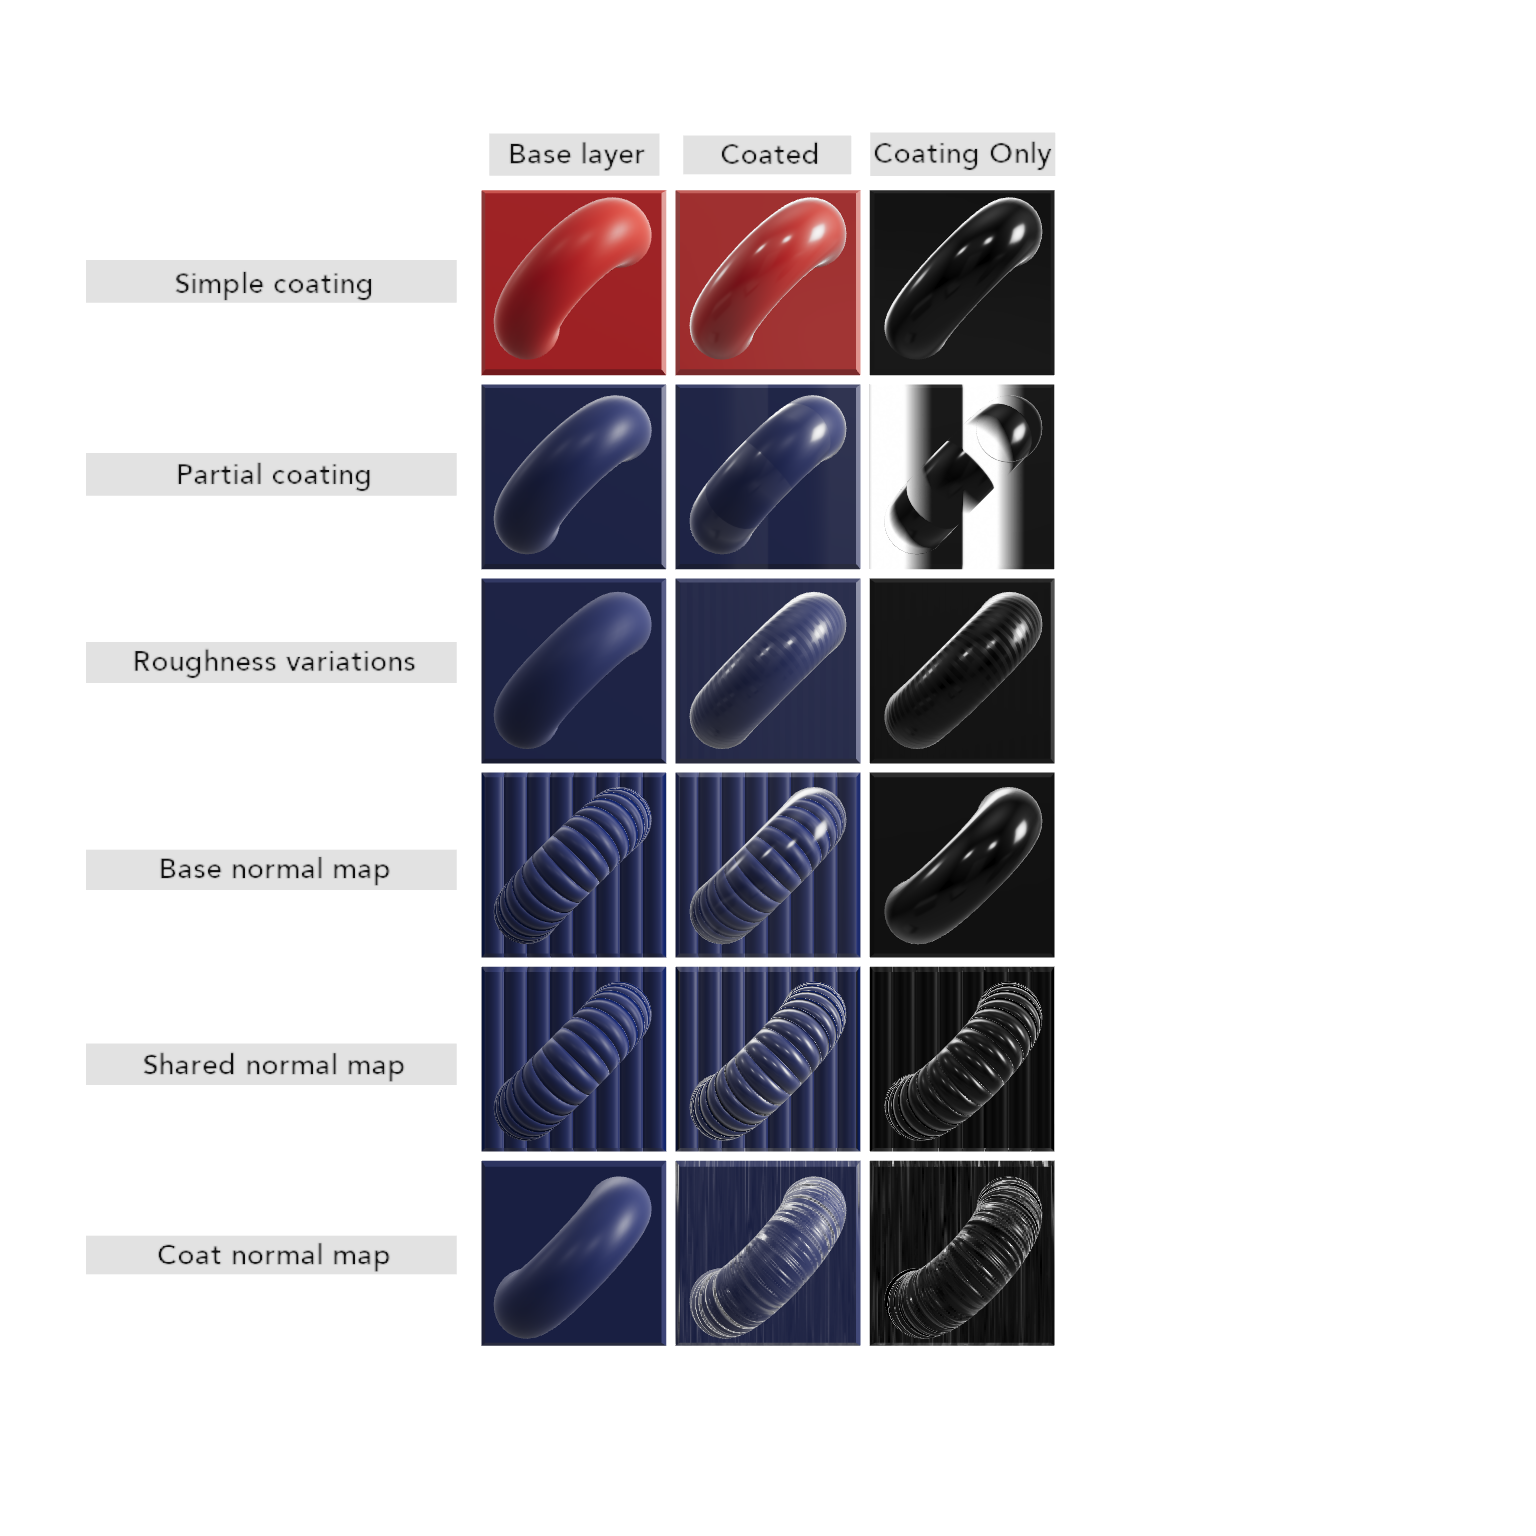 Base layer
Coated
Coating Only
Simple coating
Partial coating
Roughness variations
Base normal map
Shared normal map
Coat normal map